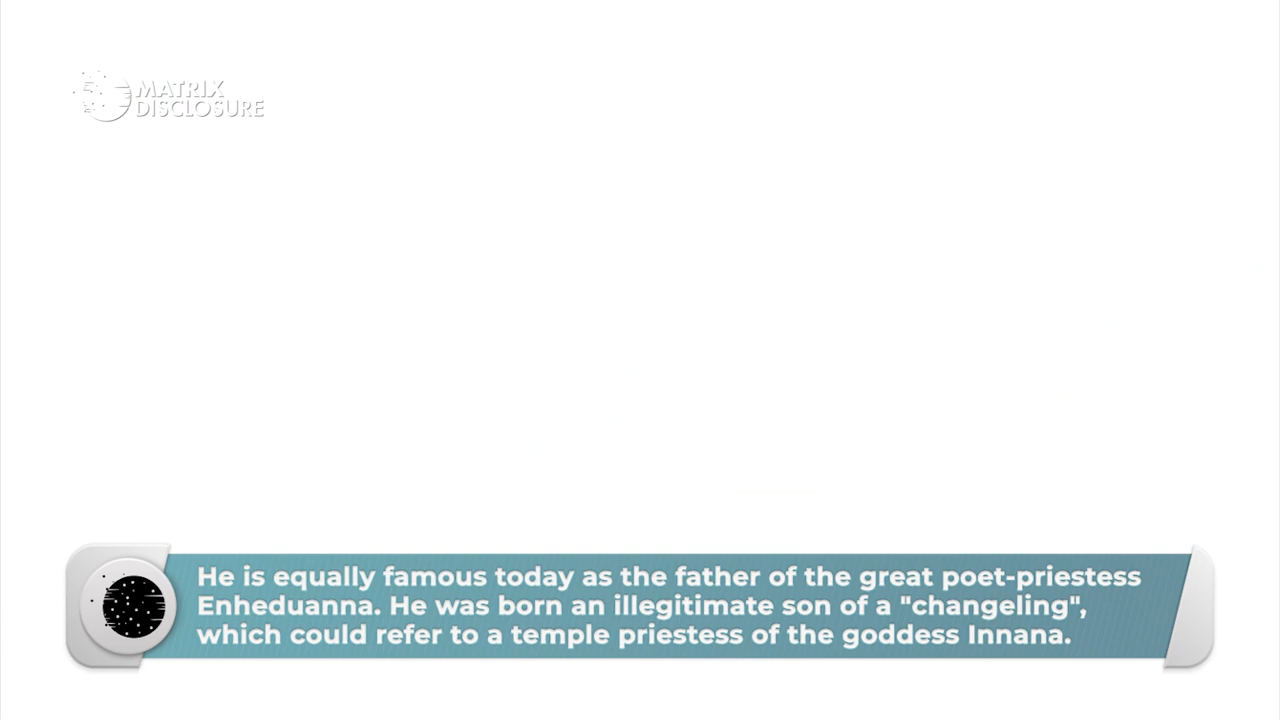 MATRIX
DISCLOSURE
He is equally famous today as the father of the great poet-priestess
Enheduanna. He was born an illegitimate son of a "changeling",
which could refer to a temple priestess of the goddess Innana.